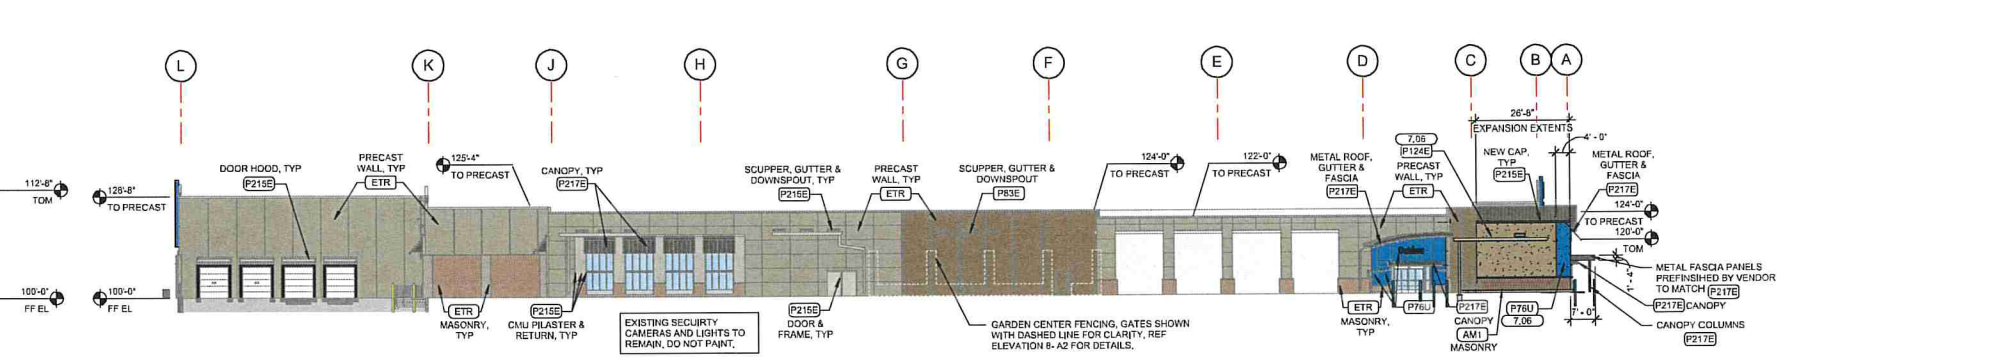 L
K
J
H
G
F
E
D
C
B
A
26'-8"
EXPANSION EXTENTS
4' - 0"
112'-8"
TOM
100'-0"
FF EL
128'-8"
TO PRECAST
100'-0"
FF EL
DOOR HOOD, TYP
P215E
PRECAST
WALL, TYP
ETR
125'-4"
TO PRECAST
CANOPY, TYP
P217E
SCUPPER, GUTTER &
DOWNSPOUT, TYP
P215E
PRECAST
WALL, TYP
ETR
SCUPPER, GUTTER &
DOWNSPOUT
P83E
124'-0"
TO PRECAST
122'-0"
TO PRECAST
METAL ROOF,
GUTTER &
FASCIA
P217E
7,06
P124E
PRECAST
WALL, TYP
ETR
NEW CAP,
TYP
P215E
METAL ROOF,
GUTTER &
FASCIA
P217E
124'-0"
TO PRECAST
120'-0"
TOM
ETR
MASONRY,
TYP
P215E
CMU PILASTER &
RETURN, TYP
EXISTING SECUIRTY
CAMERAS AND LIGHTS TO
REMAIN, DO NOT PAINT,
P215E
DOOR &
FRAME, TYP
GARDEN CENTER FENCING, GATES SHOWN
WITH DASHED LINE FOR CLARITY, REF
ELEVATION 8- A2 FOR DETAILS,
ETR
MASONRY,
TYP
P76U
P217E
CANOPY
AM1
MASONRY
P76U
7,06
7' - 0"
METAL FASCIA PANELS
PREFINSIHED BY VENDOR
TO MATCH P217E
P217E CANOPY
CANOPY COLUMNS
P217E